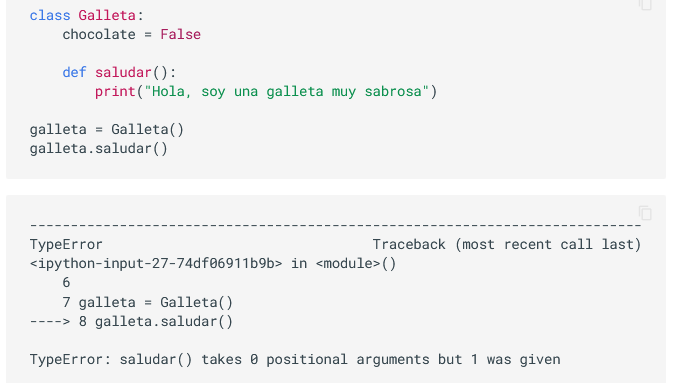 class Galleta:
    chocolate = False
    def saludar():
        print("Hola, soy una galleta muy sabrosa")
galleta = Galleta()
galleta.saludar()
---------------------------------------------------------------------------
TypeError                                 Traceback (most recent call last)
<ipython-input-27-74df06911b9b> in <module>()
    6
    7 galleta = Galleta()
----> 8 galleta.saludar()
TypeError: saludar() takes 0 positional arguments but 1 was given